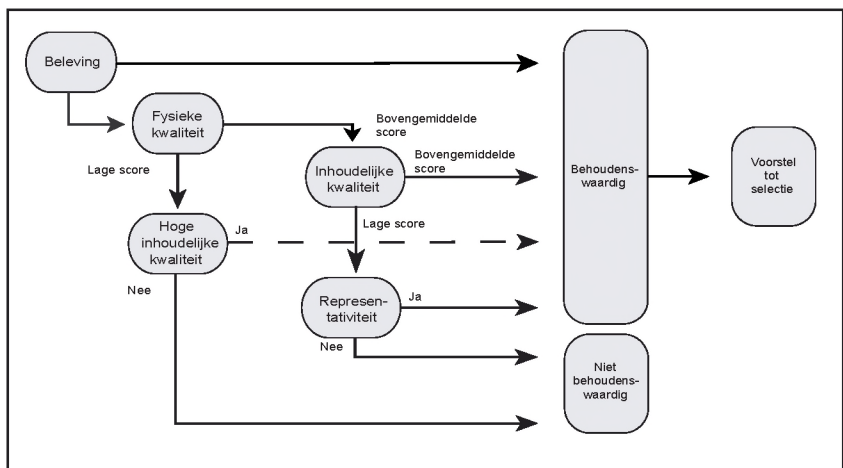 Beleving
Fysieke
kwaliteit
Bovengemiddelde
score
Lage score
Inhoudelijke
kwaliteit
Bovengemiddelde
score
Behoudens-
waardig
Voorstel
tot
selectie
Hoge
inhoudelijke
kwaliteit
Ja
Lage score
Nee
Represen-
tativiteit
Ja
Nee
Niet
behoudens-
waardig